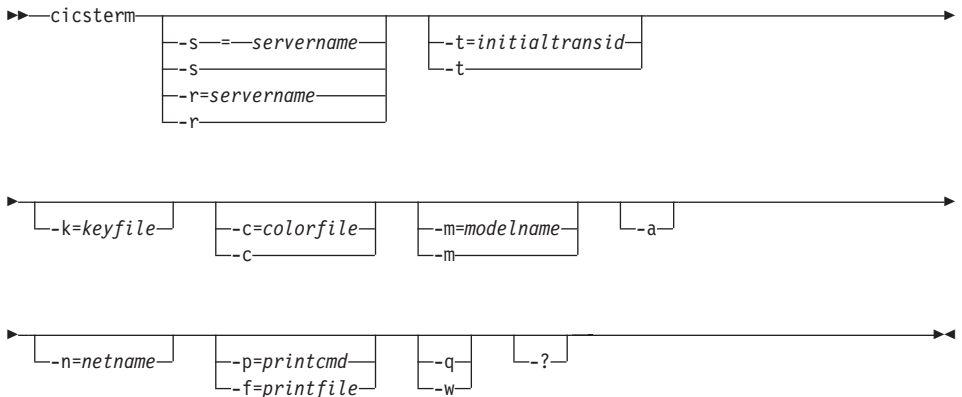 cicsterm
-s = servername -t=initialtransid
-s -t
-r=servername
-r
-k=keyfile -c=colorfile -m=modelname -a
-c -m
-n=netname -p=printcmd -q -?
-f=printfile -w